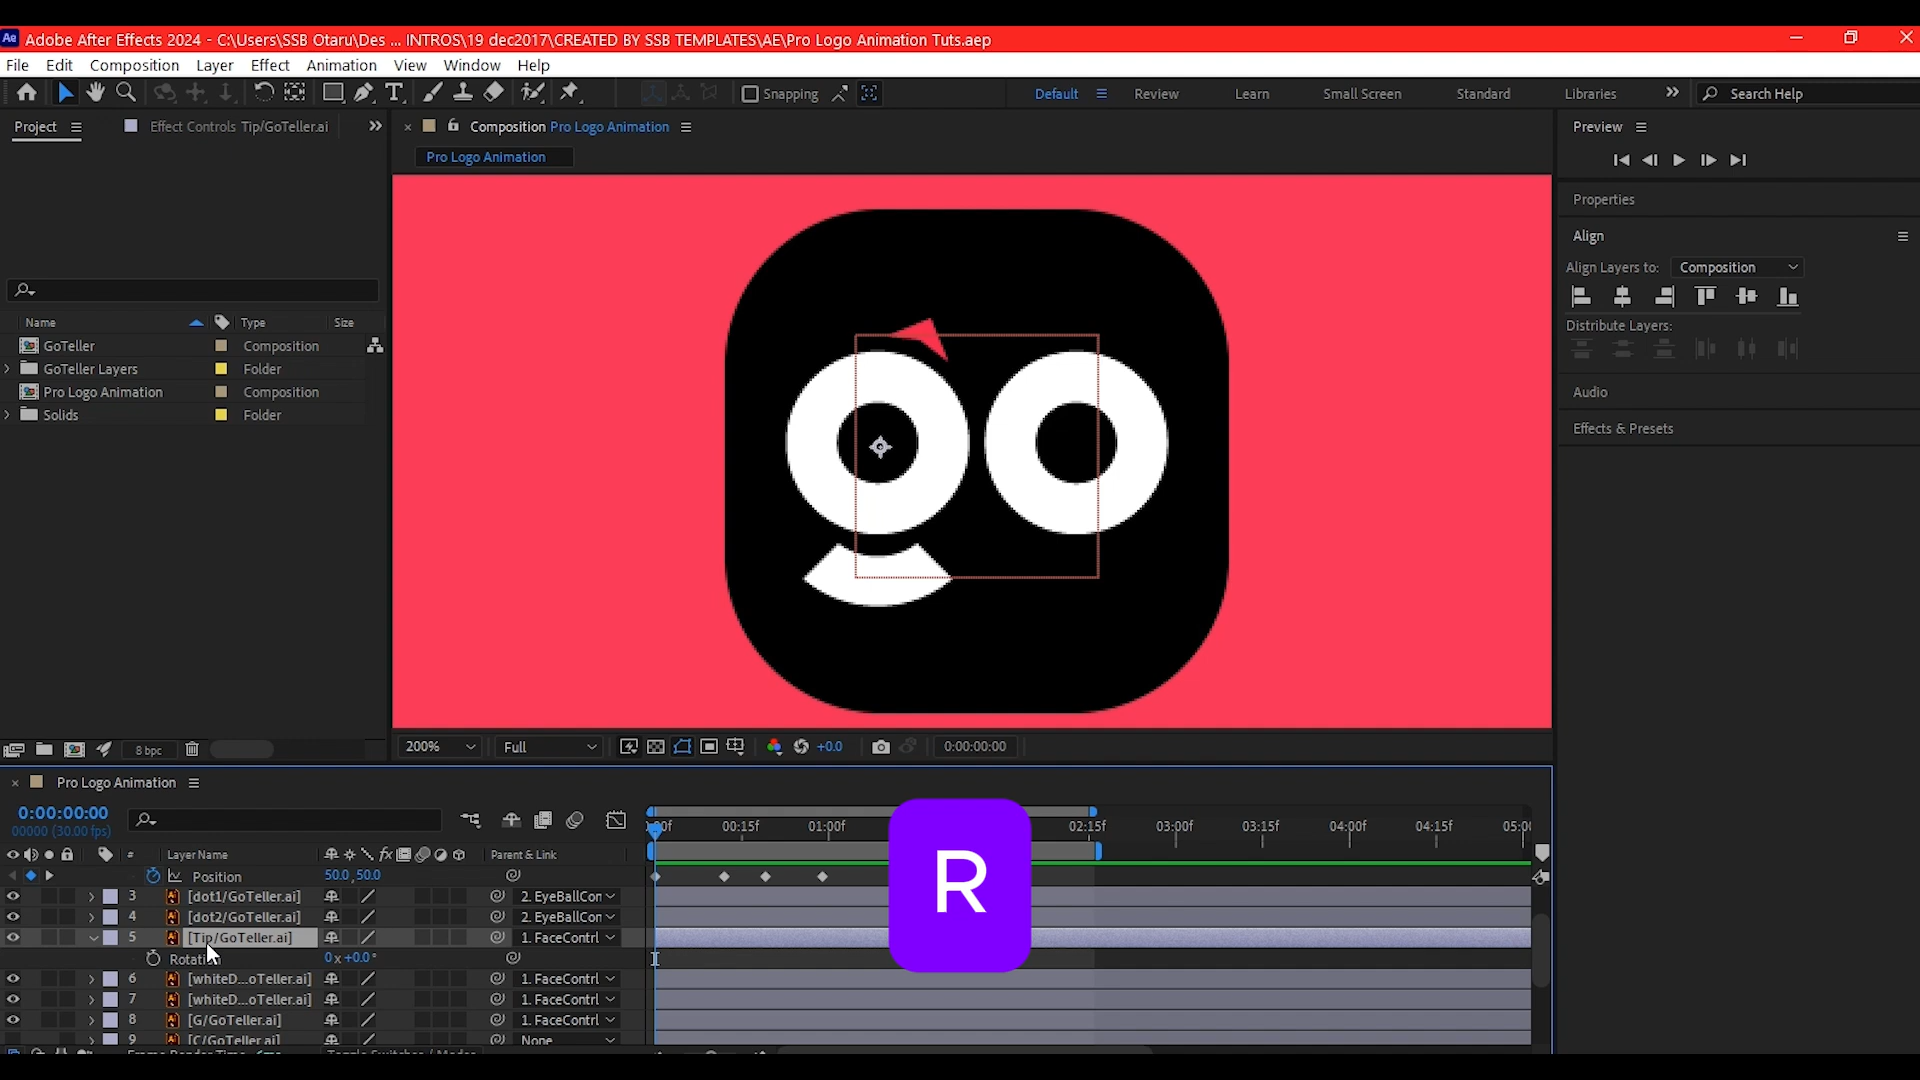 Ae Adobe After Effects 2024 - C:\Users\SSB Otaru\Des ... INTROS\19 dec2017\CREATED BY SSB TEMPLATES\AE\Pro Logo Animation Tuts.aep
File Edit Composition Layer Effect Animation View Window Help
Snapping Default Review Learn Small Screen Standard Libraries Search Help
Project Effect Controls Tip/GoTeller.ai Composition Pro Logo Animation Preview
Pro Logo Animation
Properties
Align
Align Layers to: Composition
Distribute Layers:
Audio
Effects & Presets
Name Type Size
GoTeller Composition
GoTeller Layers Folder
Pro Logo Animation Composition
Solids Folder
8 bpc 200% Full +0.0 0:00:00:00
Pro Logo Animation
0:00:00:00
00000 (30.00 fps)
00:15f 01:00f 02:15f 03:00f 03:15f 04:00f 04:15f
# Layer Name Parent & Link
Position 50.0,50.0
3 [dot1/GoTeller.ai] 2. EyeBallCon
4 [dot2/GoTeller.ai] 2. EyeBallCon
5 [Tip/GoTeller.ai] 1. FaceContrl
Rotation 0x+0.0°
6 [whiteD...oTeller.ai] 1. FaceContrl
7 [whiteD...oTeller.ai] 1. FaceContrl
8 [G/GoTeller.ai] 1. FaceContrl
9 [C/GoTeller.ai] None
R